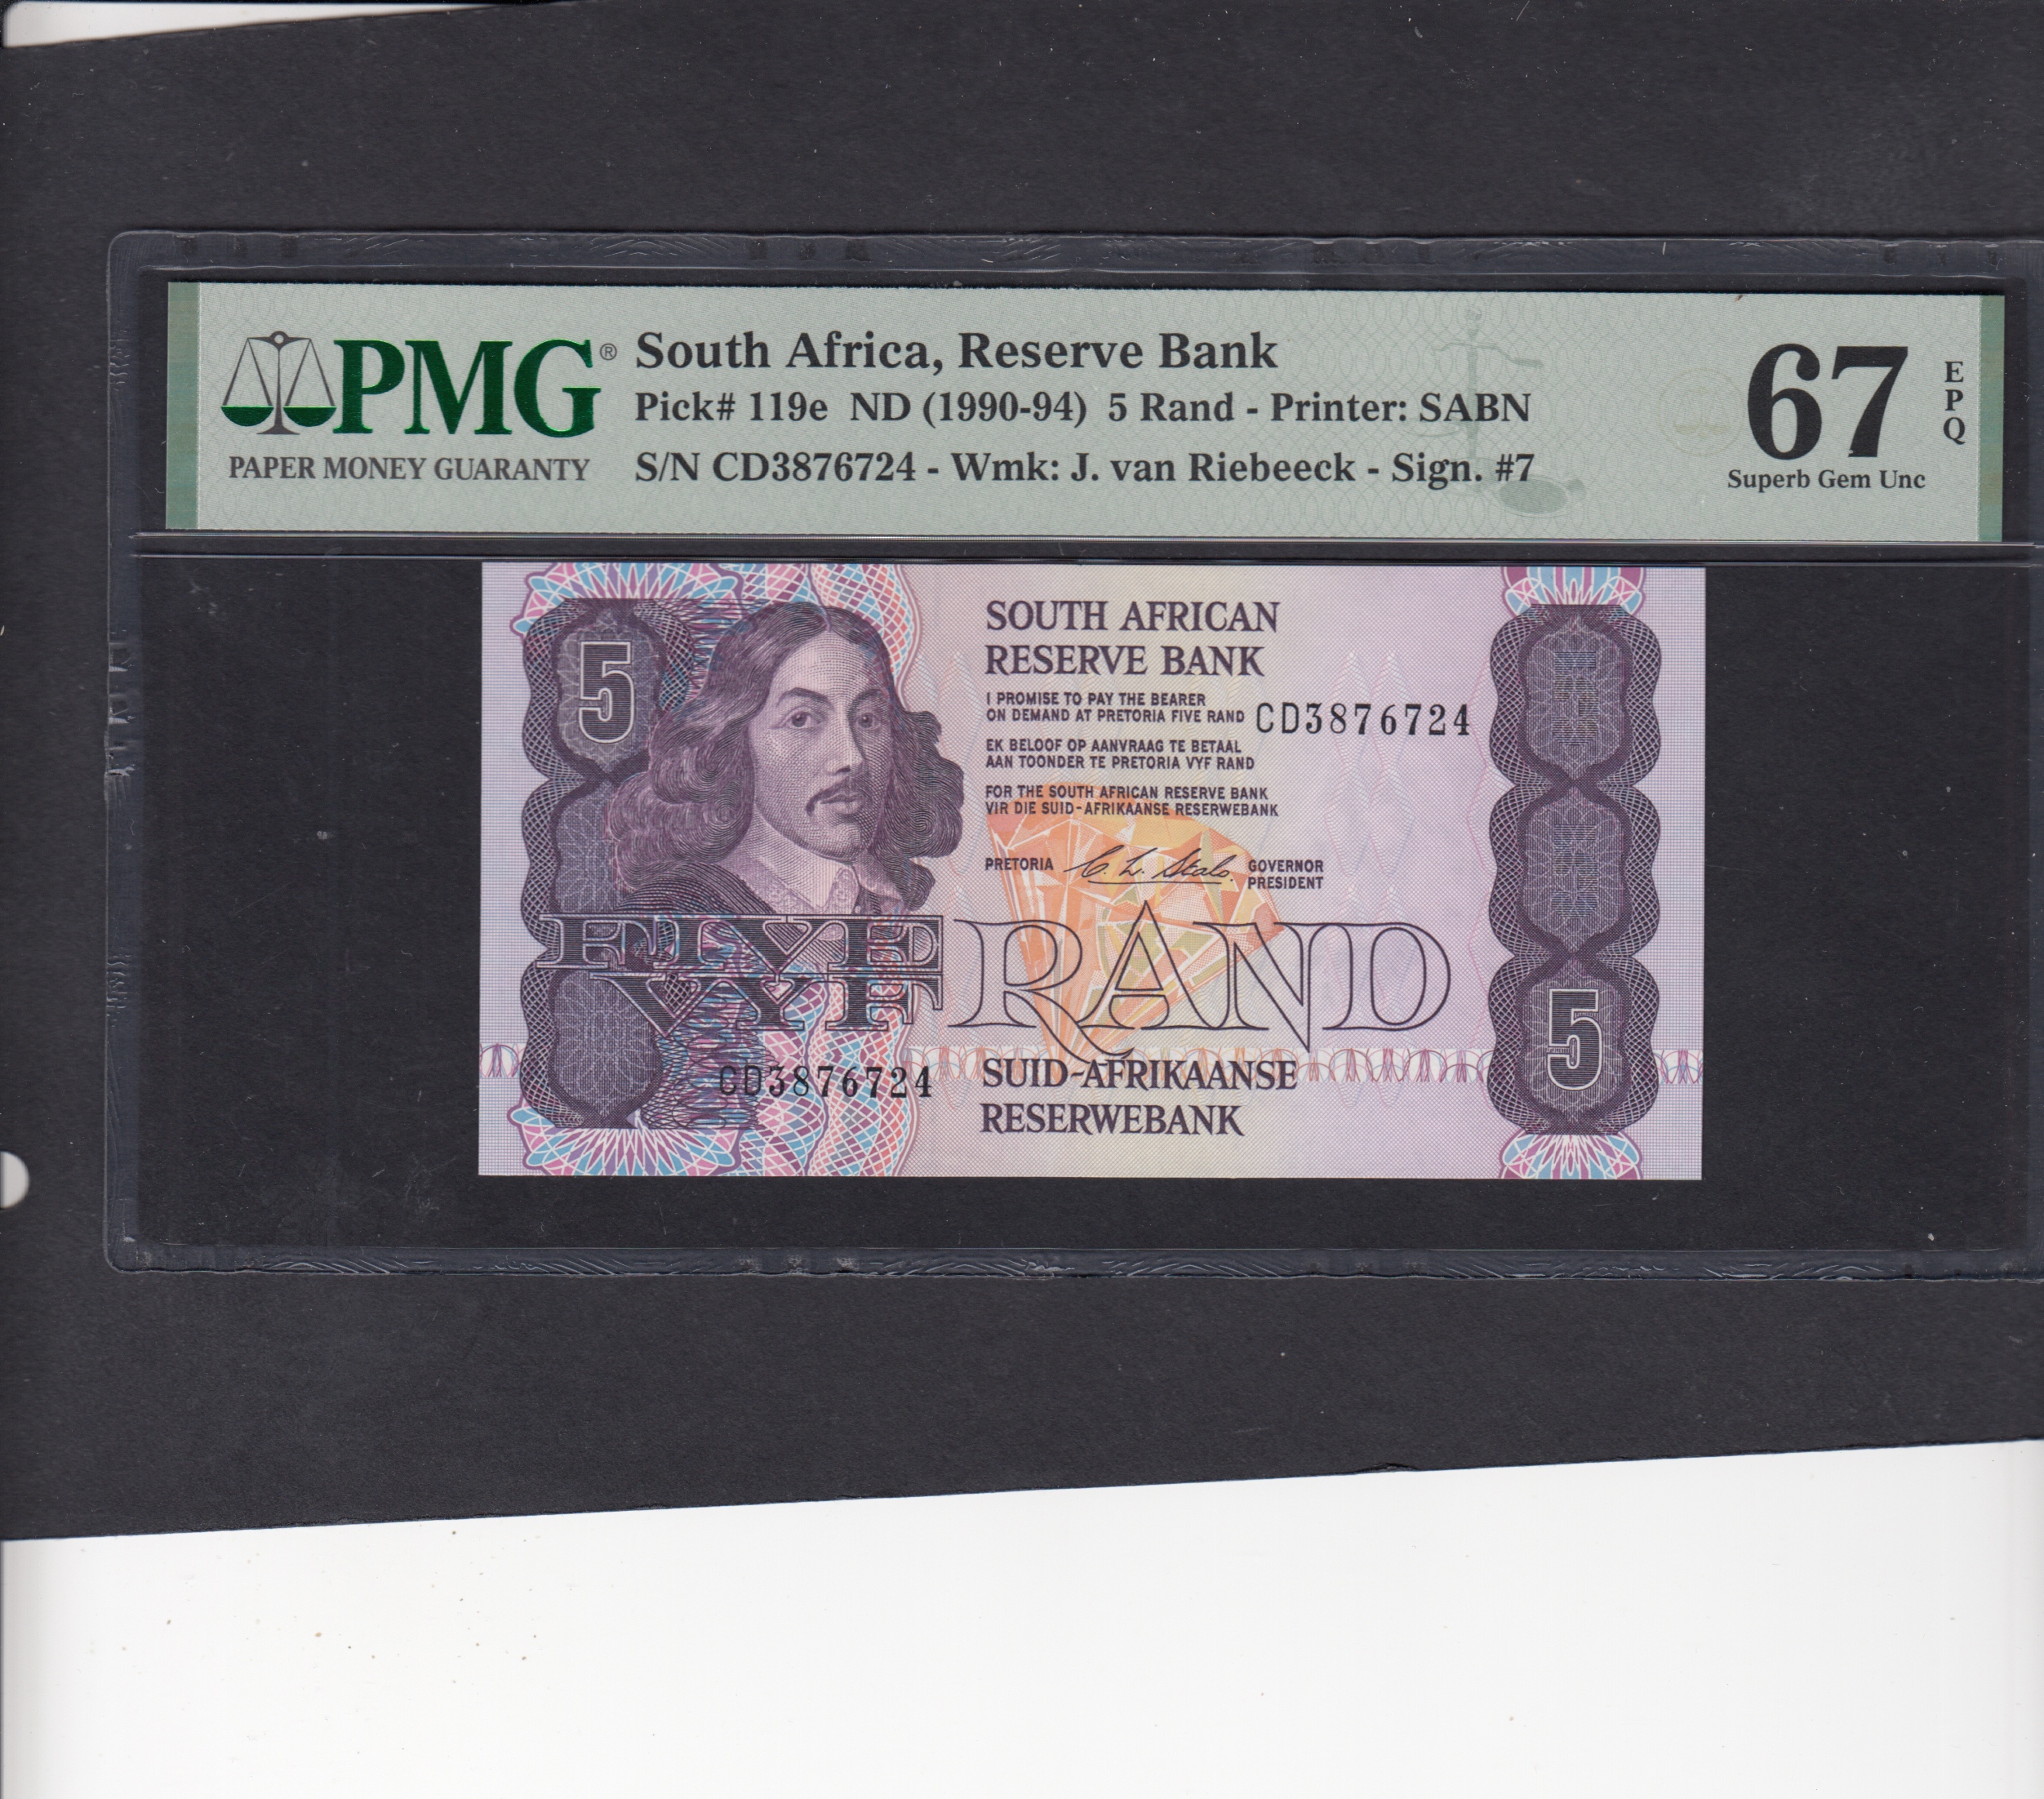 PMG®
PAPER MONEY GUARANTY
South Africa, Reserve Bank
Pick# 119e ND (1990-94) 5 Rand - Printer: SABN
S/N CD3876724 - Wmk: J. van Riebeeck - Sign. #7
67
EPQ
Superb Gem Unc
5
SOUTH AFRICAN
RESERVE BANK
I PROMISE TO PAY THE BEARER
ON DEMAND AT PRETORIA FIVE RAND
CD3876724
EK BELOOF OP AANVRAAG TE BETAAL
AAN TOONDER TE PRETORIA VYF RAND
FOR THE SOUTH AFRICAN RESERVE BANK
VIR DIE SUID-AFRIKAANSE RESERWEBANK
PRETORIA C. L. Stals. GOVERNOR
PRESIDENT
FIVE
VYF
RAND
5
CD3876724
SUID-AFRIKAANSE
RESERWEBANK